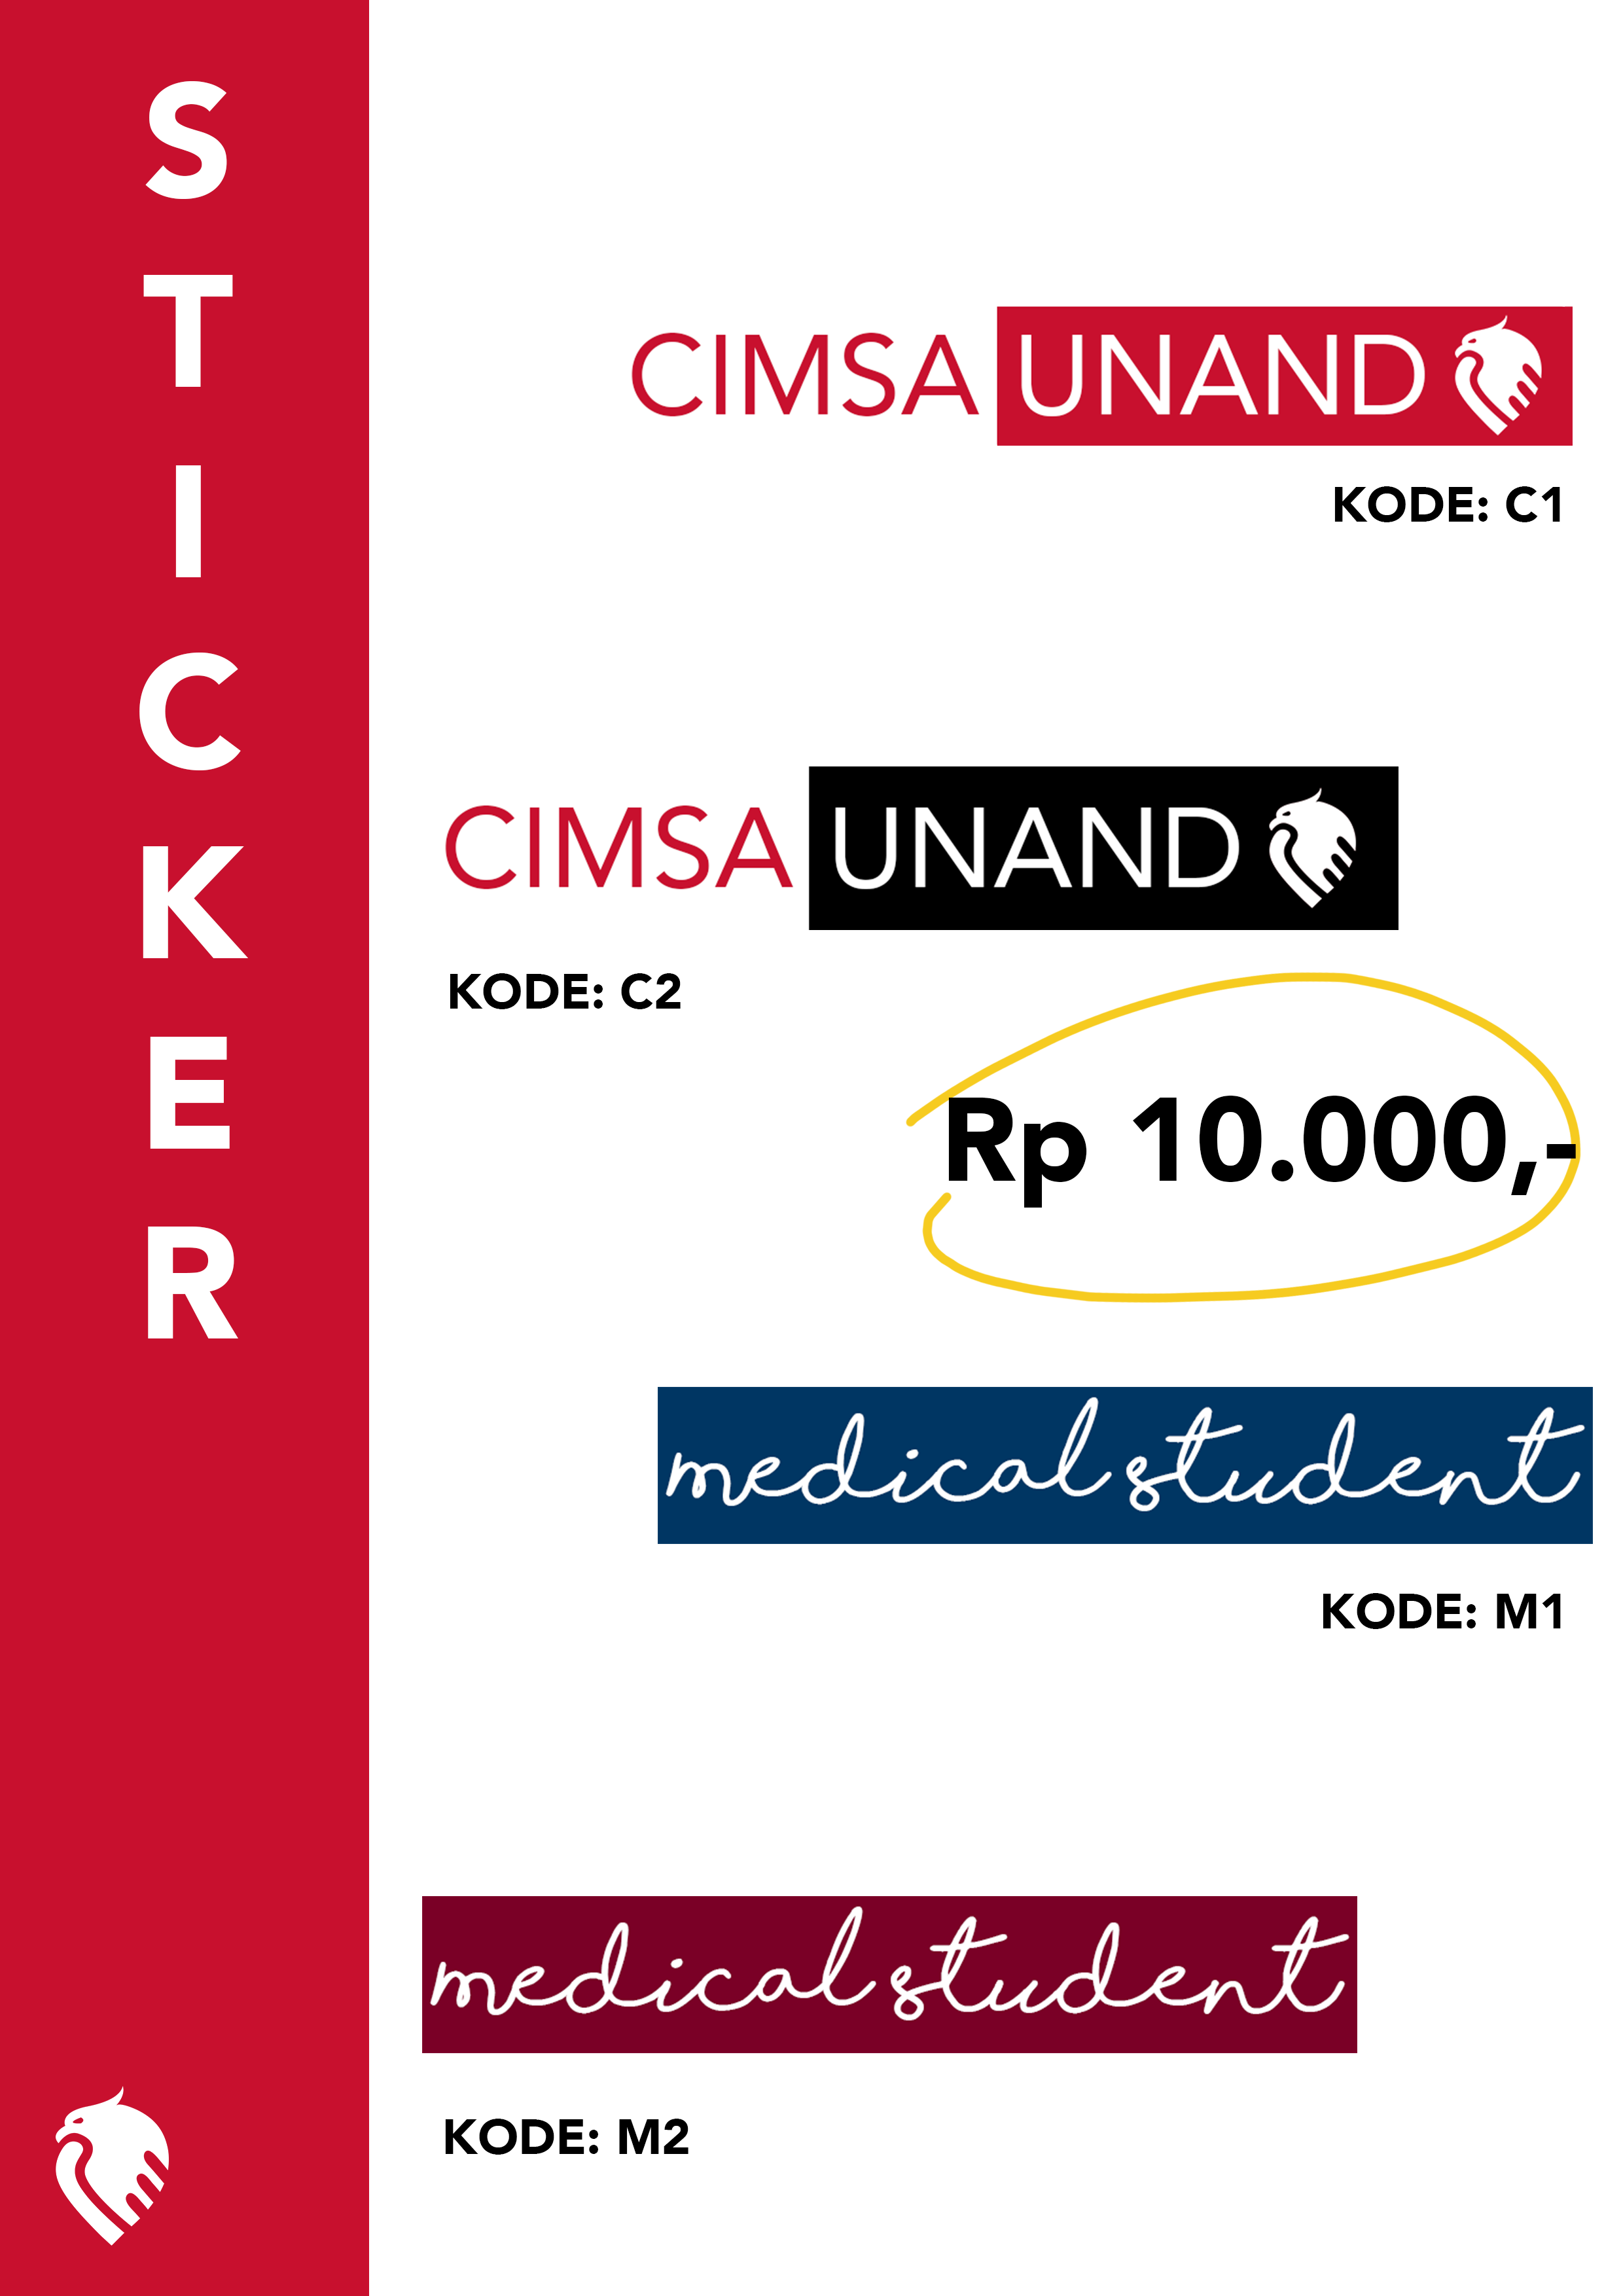 STICKER
CIMSA UNAND
KODE: C1
CIMSA UNAND
KODE: C2
Rp 10.000,-
medical student
KODE: M1
medical student
KODE: M2